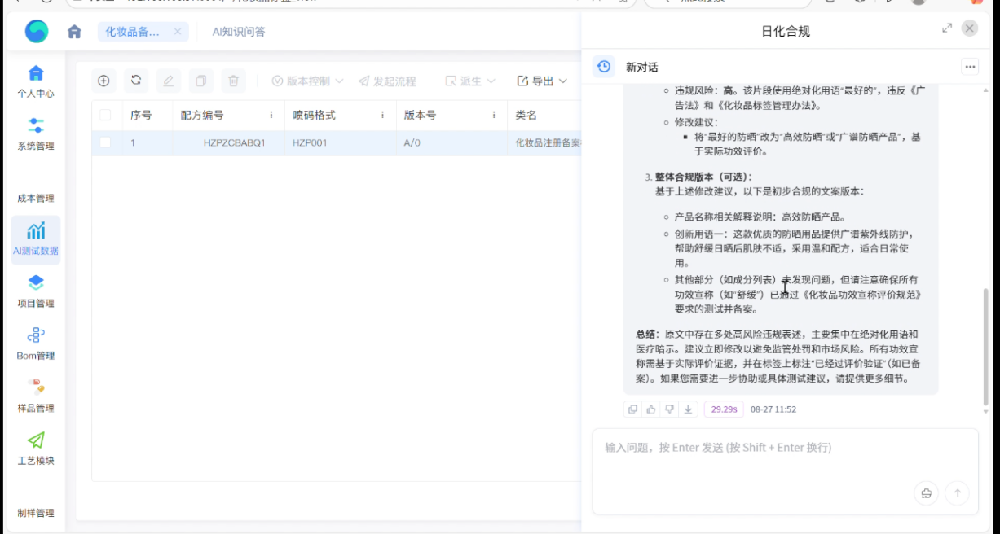 化妆品备...
AI知识问答
日化合规
个人中心
系统管理
成本管理
AI测试数据
项目管理
Bom管理
样品管理
工艺模块
制样管理
版本控制
发起流程
派生
导出
序号
配方编号
喷码格式
版本号
类名
1
HZPZCBABQ1
HZP001
A/0
化妆品注册备案
新对话
违规风险：高。该片段使用绝对化用语“最好的”，违反《广
告法》和《化妆品标签管理办法》。
修改建议：
将“最好的防晒”改为“高效防晒”或“广谱防晒产品”，基
于实际功效评价。
3. 整体合规版本（可选）：
基于上述修改建议，以下是初步合规的文案版本：
产品名称相关解释说明：高效防晒产品。
创新用语一：这款优质的防晒用品提供广谱紫外线防护，
帮助舒缓日晒后肌肤不适，采用温和配方，适合日常使
用。
其他部分（如成分列表）未发现问题，但请注意确保所有
功效宣称（如“舒缓”）已通过《化妆品功效宣称评价规范》
要求的测试并备案。
总结：原文中存在多处高风险违规表述，主要集中在绝对化用语和
医疗暗示。建议立即修改以避免监管处罚和市场风险。所有功效宣
称需基于实际评价证据，并在标签上标注“已经过评价验证”（如已备
案）。如果您需要进一步协助或具体测试建议，请提供更多细节。
29.29s
08-27 11:52
输入问题，按 Enter 发送 (按 Shift + Enter 换行)